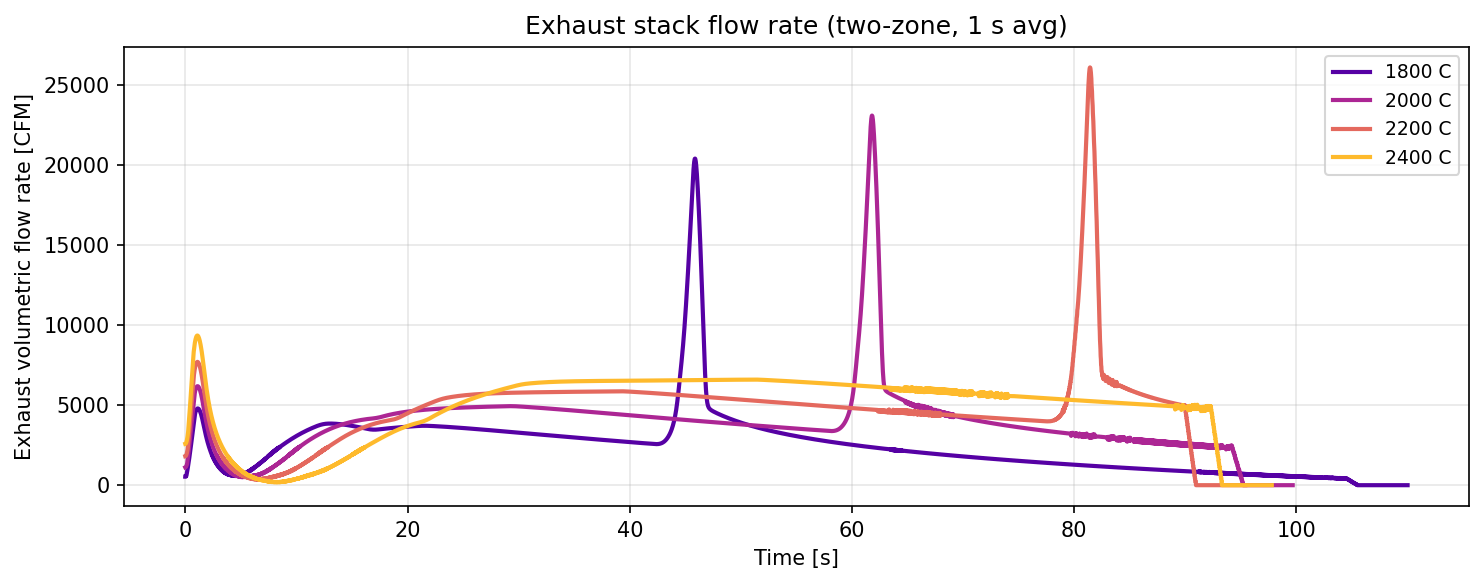 Exhaust stack flow rate (two-zone, 1 s avg)
Exhaust volumetric flow rate [CFM]
25000
20000
15000
10000
5000
0
0
20
40
60
80
100
Time [s]
1800 C
2000 C
2200 C
2400 C